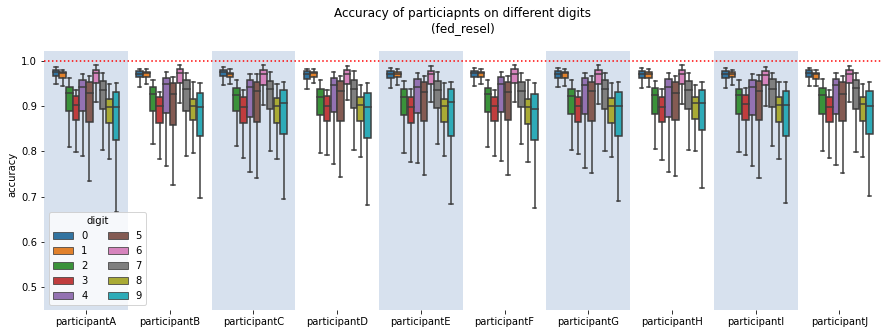 Accuracy of particiapnts on different digits
(fed_resel)
accuracy
1.0
0.9
0.8
0.7
0.6
0.5
digit
0 5
1 6
2 7
3 8
4 9
participantA participantB participantC participantD participantE participantF participantG participantH participantI participantJ